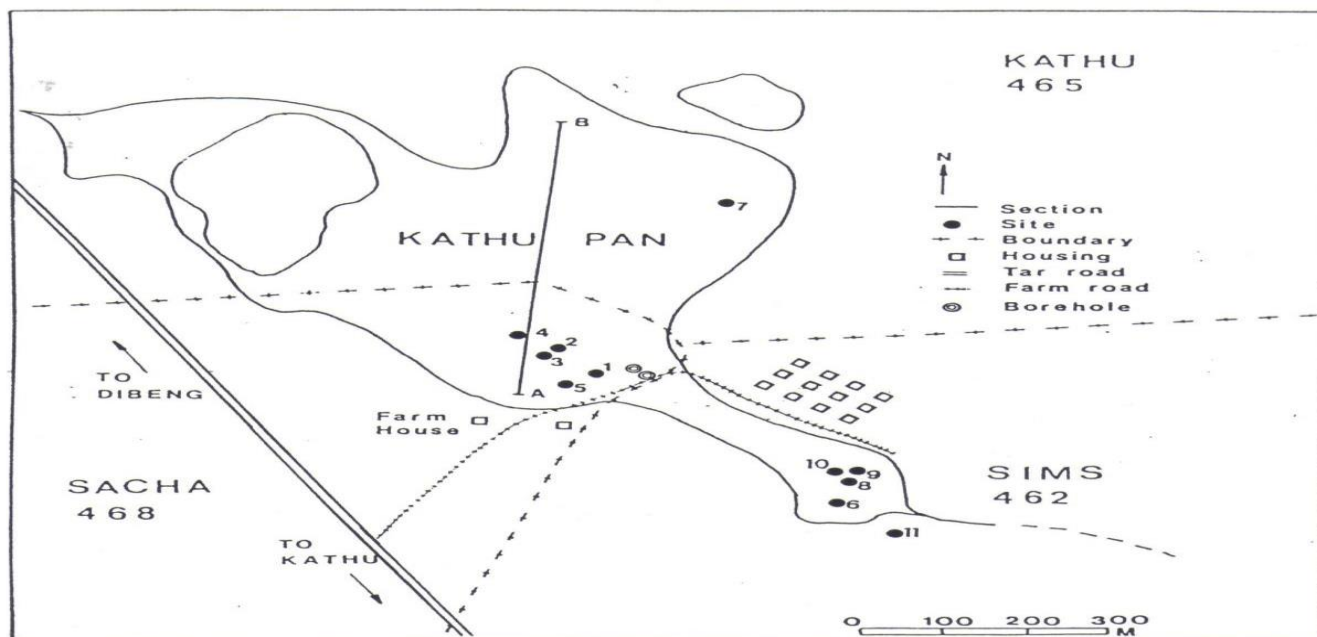 KATHU
465
B
N
7
Section
Site
Boundary
Housing
Tar road
Farm road
Borehole
KATHU PAN
4
2
3
1
5
A
TO
DIBENG
Farm
House
10
9
8
6
11
SIMS
462
SACHA
468
TO
KATHU
0 100 200 300
M